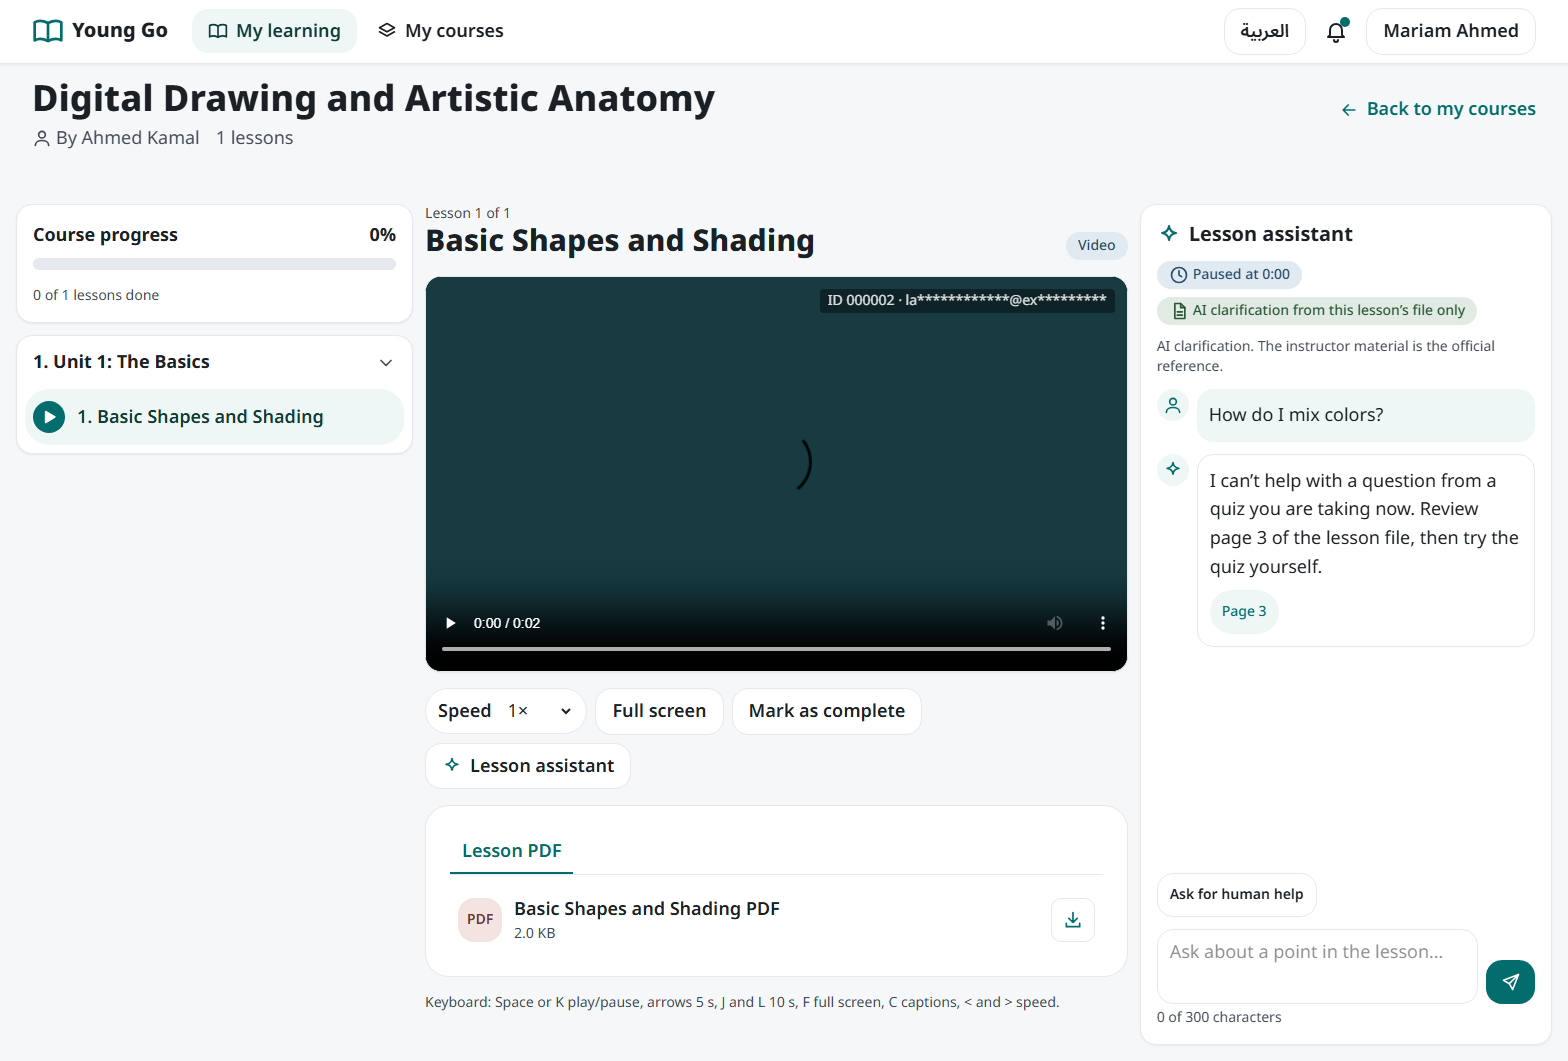 Young Go
My learning
My courses
العربية
Mariam Ahmed
Digital Drawing and Artistic Anatomy
By Ahmed Kamal 1 lessons
Back to my courses
Course progress 0%
0 of 1 lessons done
1. Unit 1: The Basics
1. Basic Shapes and Shading
Lesson 1 of 1
Basic Shapes and Shading
Video
ID 000002 · la************@ex*********
0:00 / 0:02
Speed 1×
Full screen
Mark as complete
Lesson assistant
Lesson PDF
PDF
Basic Shapes and Shading PDF
2.0 KB
Keyboard: Space or K play/pause, arrows 5 s, J and L 10 s, F full screen, C captions, < and > speed.
Lesson assistant
Paused at 0:00
AI clarification from this lesson’s file only
AI clarification. The instructor material is the official
reference.
How do I mix colors?
I can’t help with a question from a
quiz you are taking now. Review
page 3 of the lesson file, then try the
quiz yourself.
Page 3
Ask for human help
Ask about a point in the lesson...
0 of 300 characters